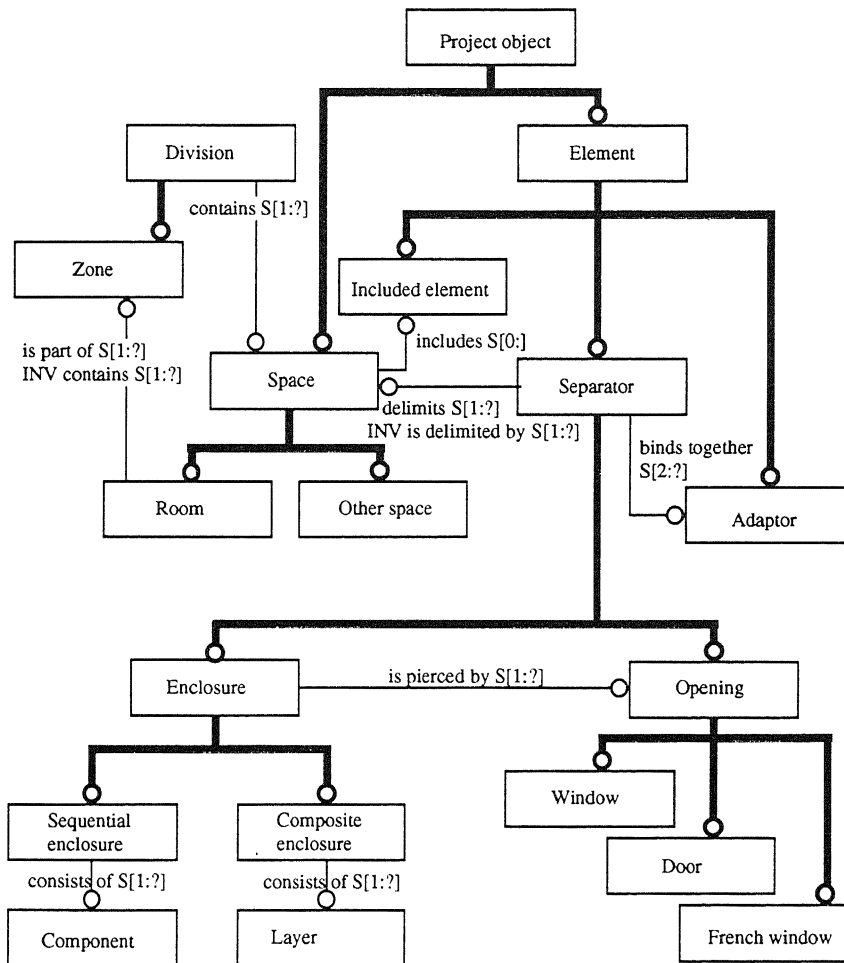 Project object
Division
Element
contains S[1:?]
Zone
Included element
is part of S[1:?]
INV contains S[1:?]
includes S[0:]
Space
Separator
delimits S[1:?]
INV is delimited by S[1:?]
binds together
S[2:?]
Room
Other space
Adaptor
Enclosure
is pierced by S[1:?]
Opening
Window
Sequential
enclosure
Composite
enclosure
Door
consists of S[1:?]
consists of S[1:?]
Component
Layer
French window